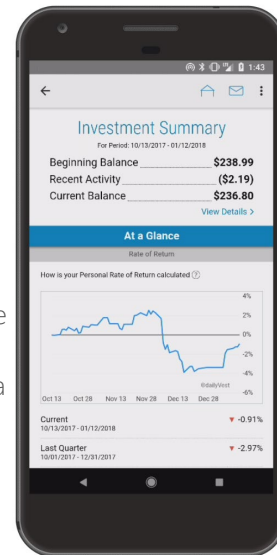 1:43
Investment Summary
For Period: 10/13/2017 - 01/12/2018
Beginning Balance $238.99
Recent Activity ($2.19)
Current Balance $236.80
View Details >
At a Glance
Rate of Return
How is your Personal Rate of Return calculated ?
4%
2%
0%
-2%
-4%
-6%
©dailyVest
Oct 13 Oct 28 Nov 13 Nov 28 Dec 13 Dec 28
Current ▼ -0.91%
10/13/2017 - 01/12/2018
Last Quarter ▼ -2.97%
10/01/2017 - 12/31/2017
e
a